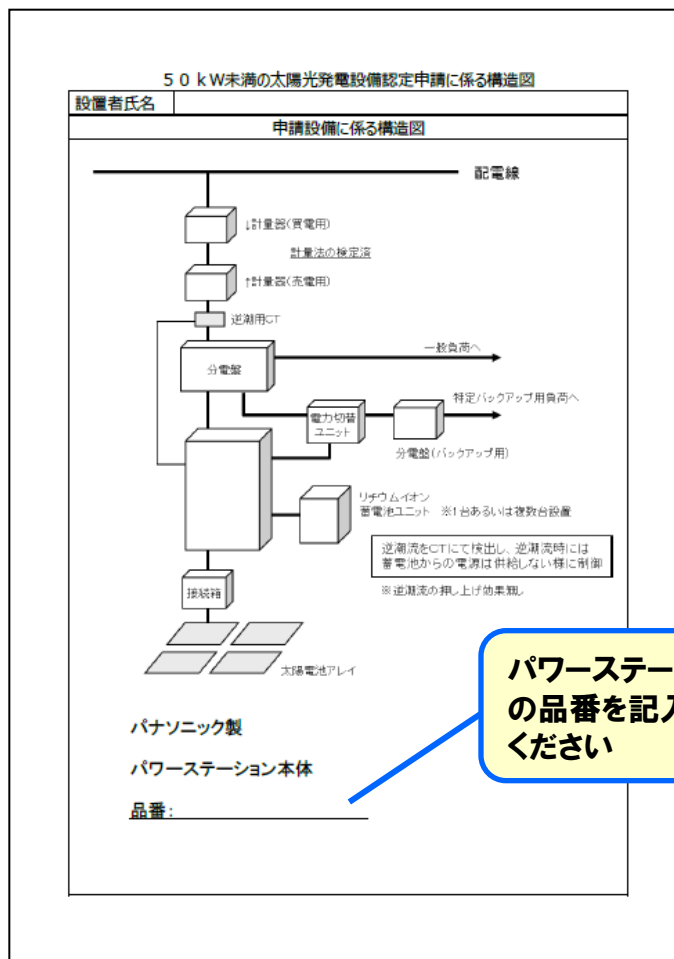 ５０ｋW未満の太陽光発電設備認定申請に係る構造図
設置者氏名
申請設備に係る構造図
配電線
↓計量器(買電用)
計量法の検定済
↑計量器(売電用)
逆潮用CT
一般負荷へ
分電盤
特定バックアップ用負荷へ
電力切替
ユニット
分電盤(バックアップ用)
リチウムイオン
蓄電池ユニット ※1台あるいは複数台設置
逆潮流をCTにて検出し、逆潮流時には
蓄電池からの電源は供給しない様に制御
※逆潮流の押し上げ効果無し
接続箱
太陽電池アレイ
パワーステー
の品番を記入
ください
パナソニック製
パワーステーション本体
品番: